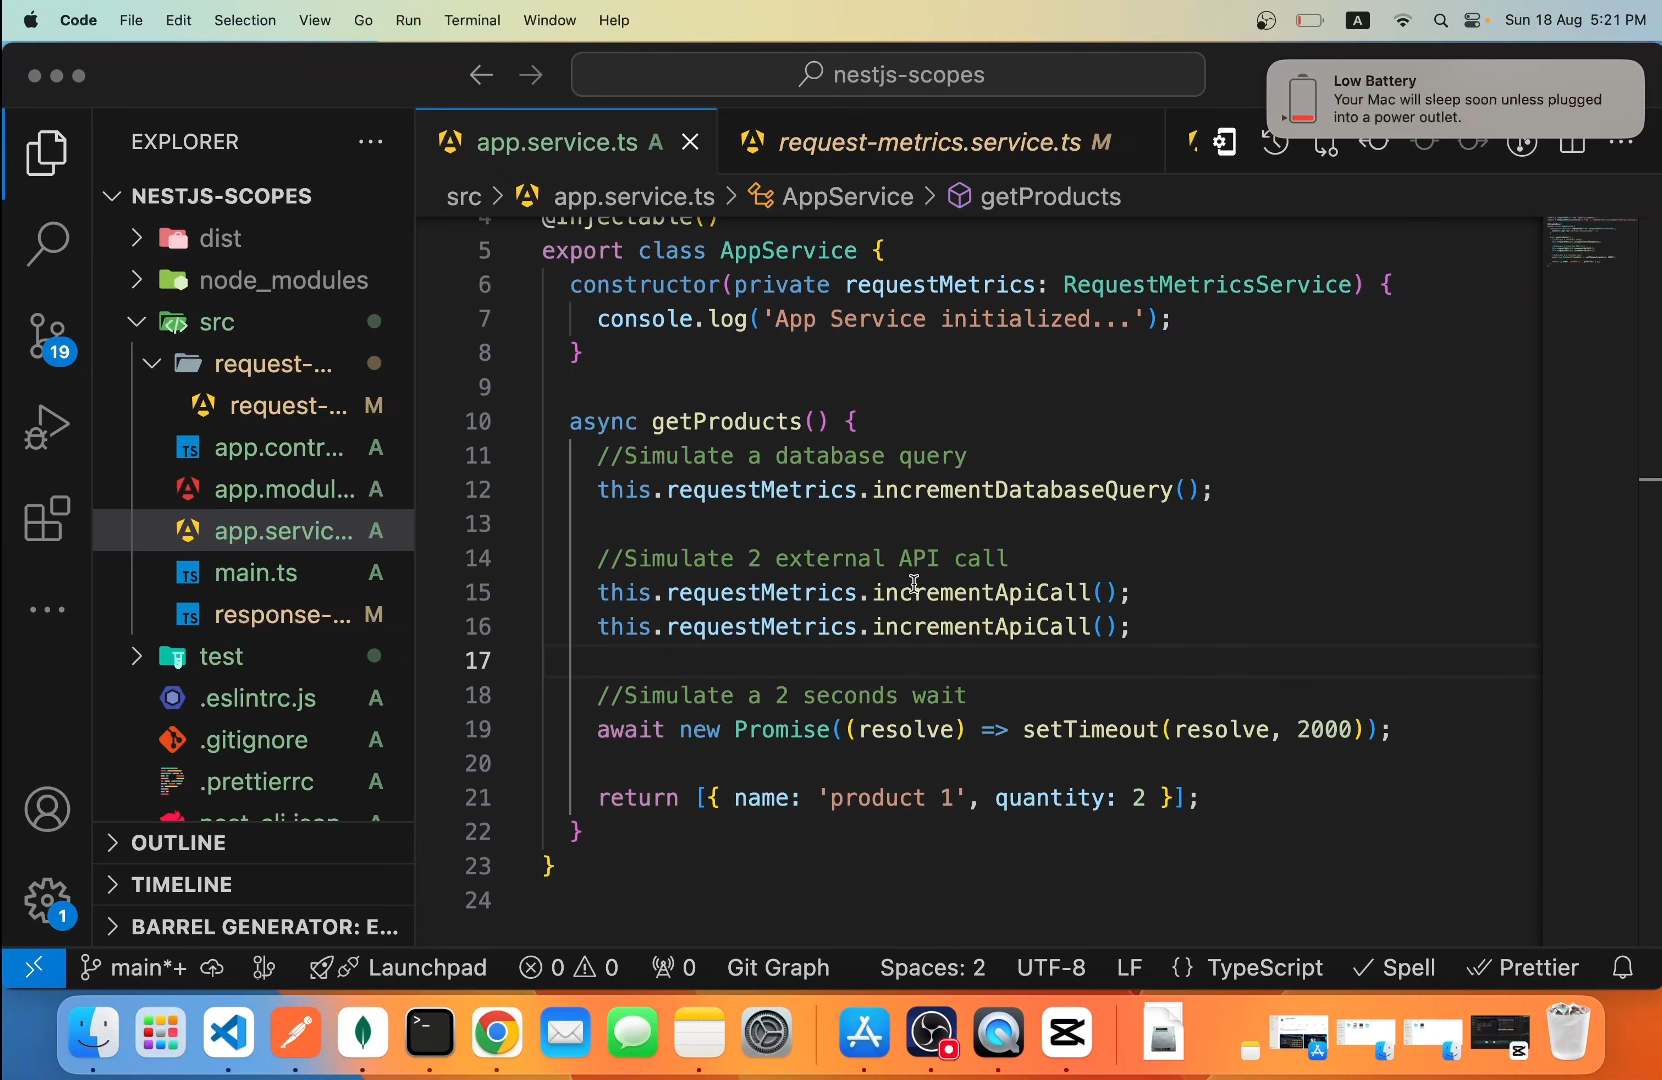 Code File Edit Selection View Go Run Terminal Window Help A Sun 18 Aug 5:21 PM
nestjs-scopes
Low Battery
Your Mac will sleep soon unless plugged
into a power outlet.
EXPLORER
app.service.ts A
request-metrics.service.ts M
src > app.service.ts > AppService > getProducts
NESTJS-SCOPES
dist
node_modules
src
request-...
request-... M
app.contr... A
app.modul... A
app.servic... A
main.ts A
response-... M
test
.eslintrc.js A
.gitignore A
.prettierrc A
nest-cli.json A
OUTLINE
TIMELINE
BARREL GENERATOR: E...
19
1
4 @Injectable()
5 export class AppService {
6 constructor(private requestMetrics: RequestMetricsService) {
7 console.log('App Service initialized...');
8 }
9
10 async getProducts() {
11 //Simulate a database query
12 this.requestMetrics.incrementDatabaseQuery();
13
14 //Simulate 2 external API call
15 this.requestMetrics.incrementApiCall();
16 this.requestMetrics.incrementApiCall();
17
18 //Simulate a 2 seconds wait
19 await new Promise((resolve) => setTimeout(resolve, 2000));
20
21 return [{ name: 'product 1', quantity: 2 }];
22 }
23 }
24
main*+ Launchpad 0 0 0 Git Graph Spaces: 2 UTF-8 LF {} TypeScript Spell Prettier